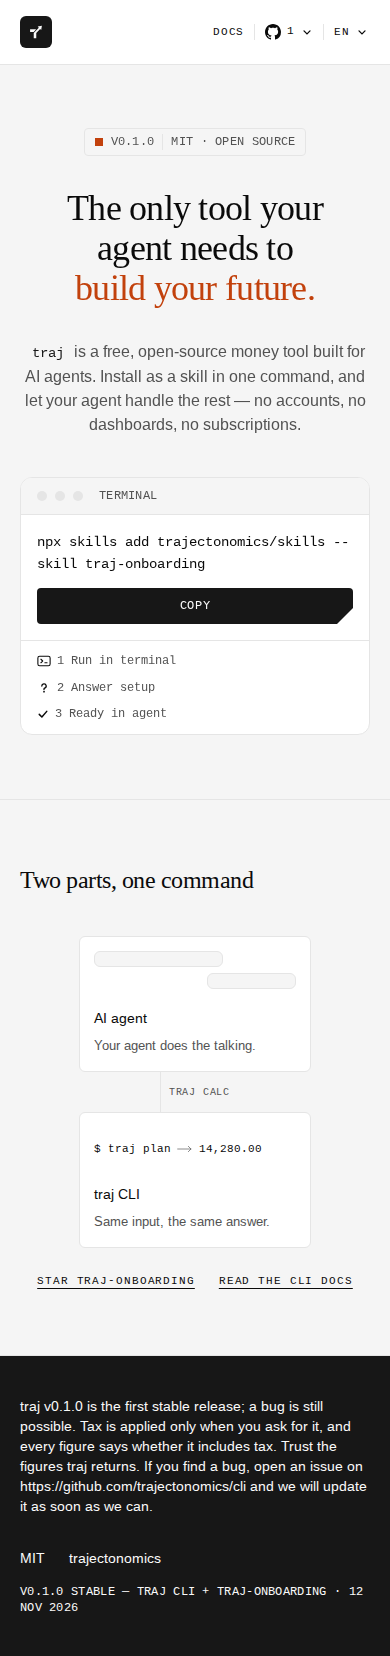 DOCS
1
EN
V0.1.0
MIT · OPEN SOURCE
The only tool your
agent needs to
build your future.
traj is a free, open-source money tool built for
AI agents. Install as a skill in one command, and
let your agent handle the rest — no accounts, no
dashboards, no subscriptions.
TERMINAL
npx skills add trajectonomics/skills --
skill traj-onboarding
COPY
1 Run in terminal
? 2 Answer setup
3 Ready in agent
Two parts, one command
AI agent
Your agent does the talking.
TRAJ CALC
$ traj plan → 14,280.00
traj CLI
Same input, the same answer.
STAR TRAJ-ONBOARDING
READ THE CLI DOCS
traj v0.1.0 is the first stable release; a bug is still
possible. Tax is applied only when you ask for it, and
every figure says whether it includes tax. Trust the
figures traj returns. If you find a bug, open an issue on
https://github.com/trajectonomics/cli and we will update
it as soon as we can.
MIT
trajectonomics
V0.1.0 STABLE — TRAJ CLI + TRAJ-ONBOARDING · 12
NOV 2026